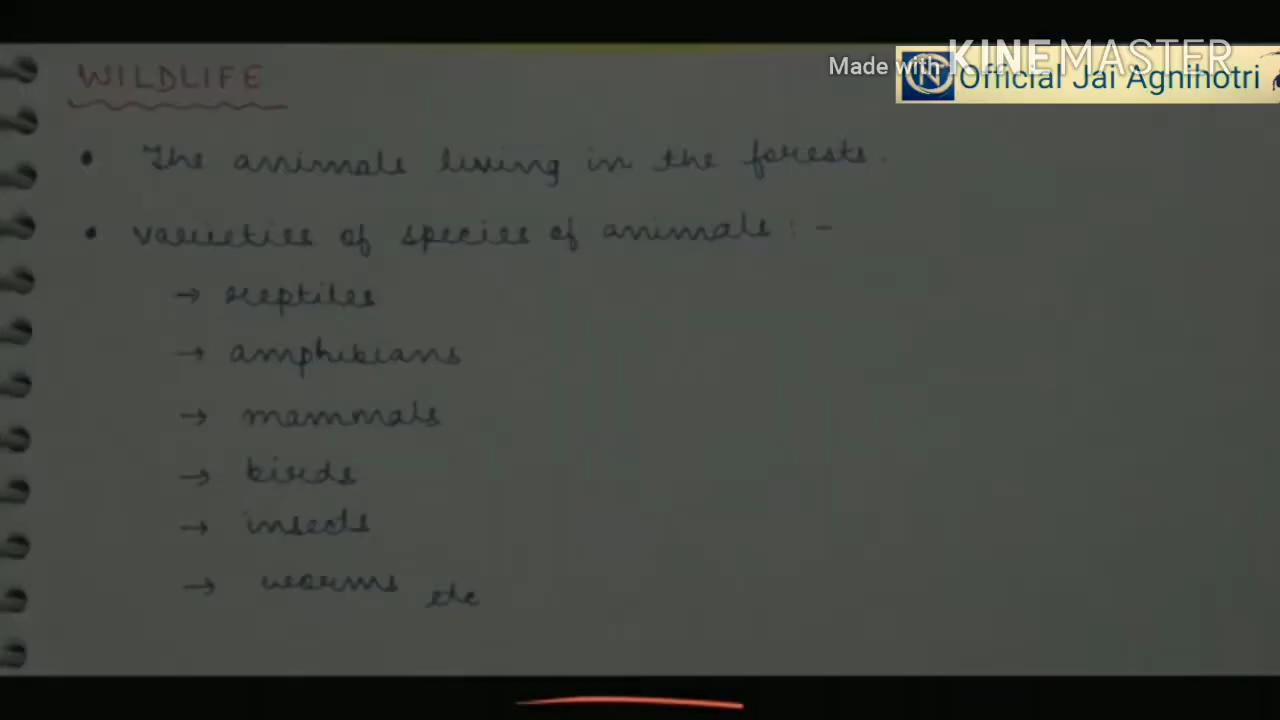 Made with KINEMASTER
Official Jai Agnihotri
WILDLIFE
• The animals living in the forests.
• Varieties of species of animals : -
→ reptiles
→ amphibians
→ mammals
→ birds
→ insects
→ worms etc